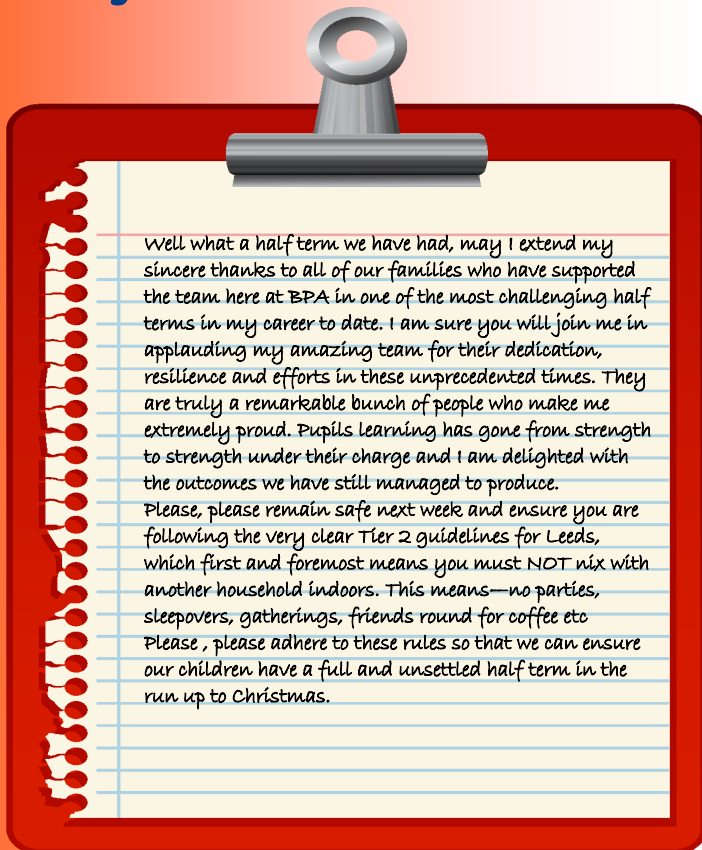 Well what a half term we have had, may I extend my
sincere thanks to all of our families who have supported
the team here at BPA in one of the most challenging half
terms in my career to date. I am sure you will join me in
applauding my amazing team for their dedication,
resilience and efforts in these unprecedented times. They
are truly a remarkable bunch of people who make me
extremely proud. Pupils learning has gone from strength
to strength under their charge and I am delighted with
the outcomes we have still managed to produce.
Please, please remain safe next week and ensure you are
following the very clear Tier 2 guidelines for Leeds,
which first and foremost means you must NOT nix with
another household indoors. This means—no parties,
sleepovers, gatherings, friends round for coffee etc
Please , please adhere to these rules so that we can ensure
our children have a full and unsettled half term in the
run up to Christmas.